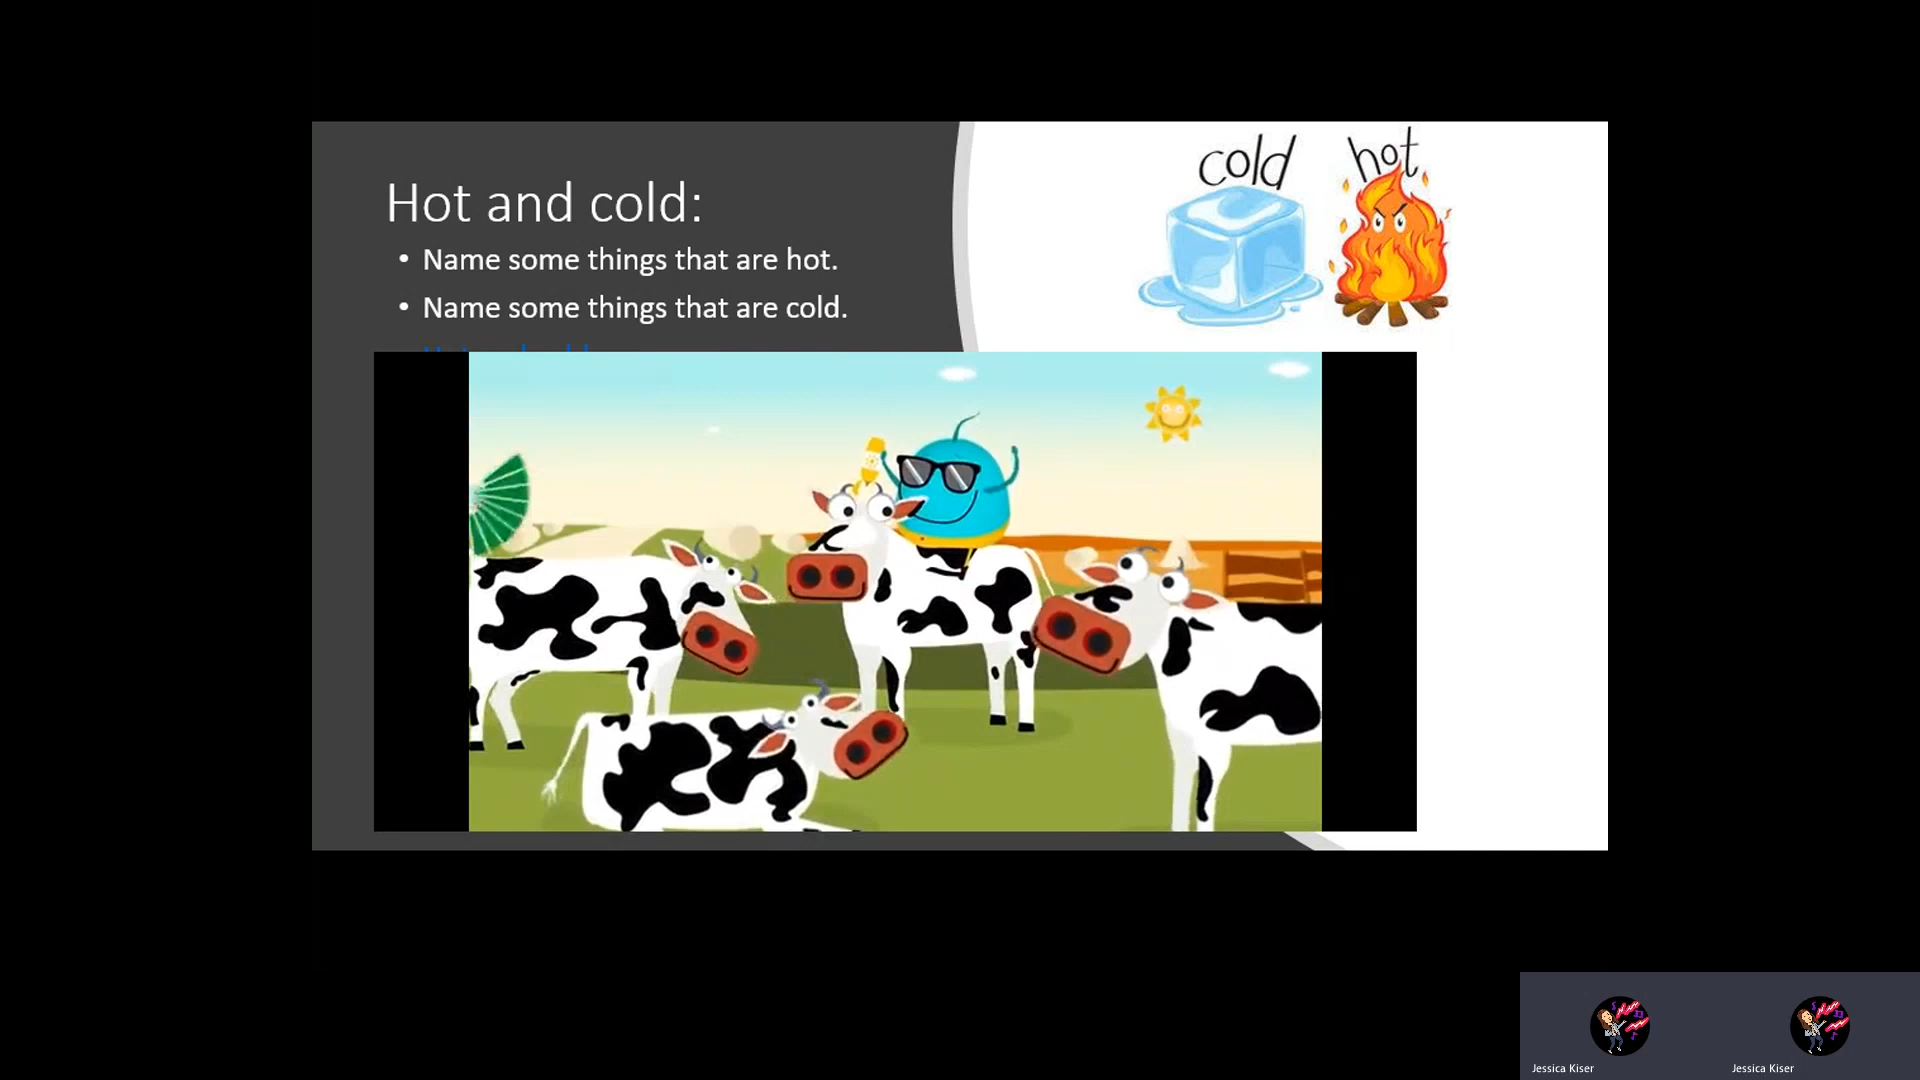 cold hot
Hot and cold:
• Name some things that are hot.
• Name some things that are cold.
Jessica Kiser Jessica Kiser